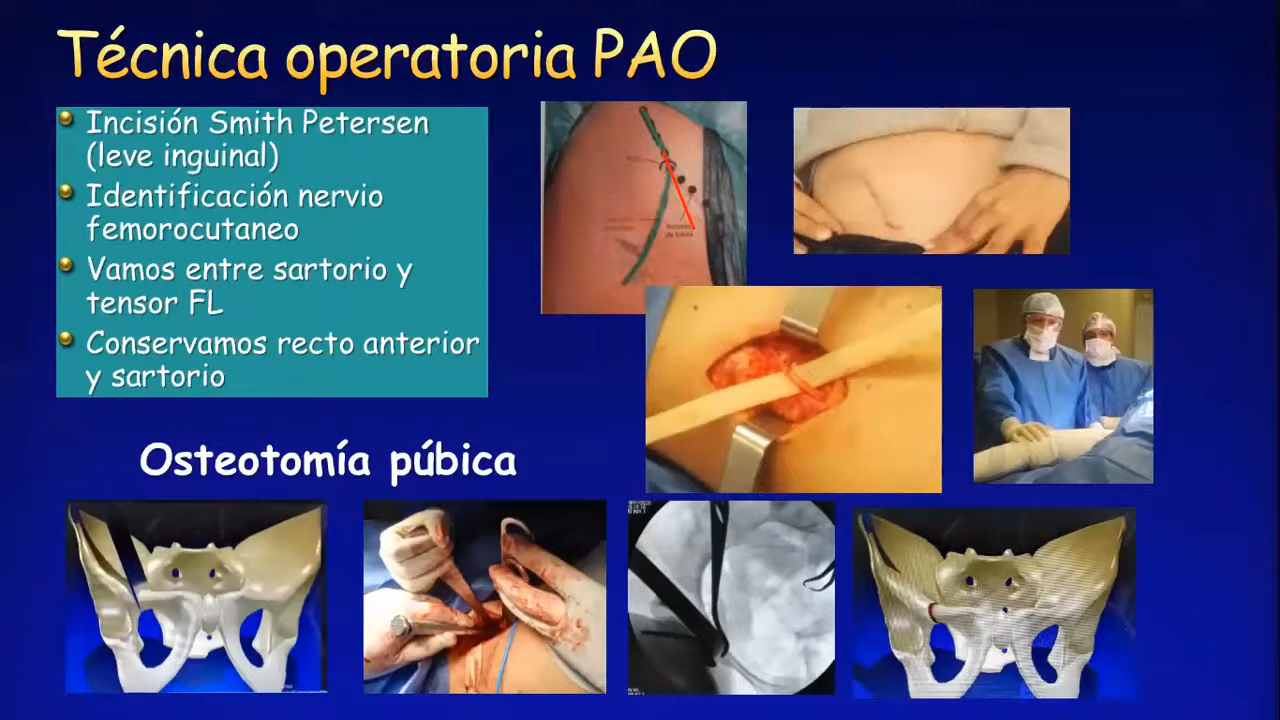 Técnica operatoria PAO
Incisión Smith Petersen
(leve inguinal)
Identificación nervio
femorocutaneo
Vamos entre sartorio y
tensor FL
Conservamos recto anterior
y sartorio
Osteotomía púbica